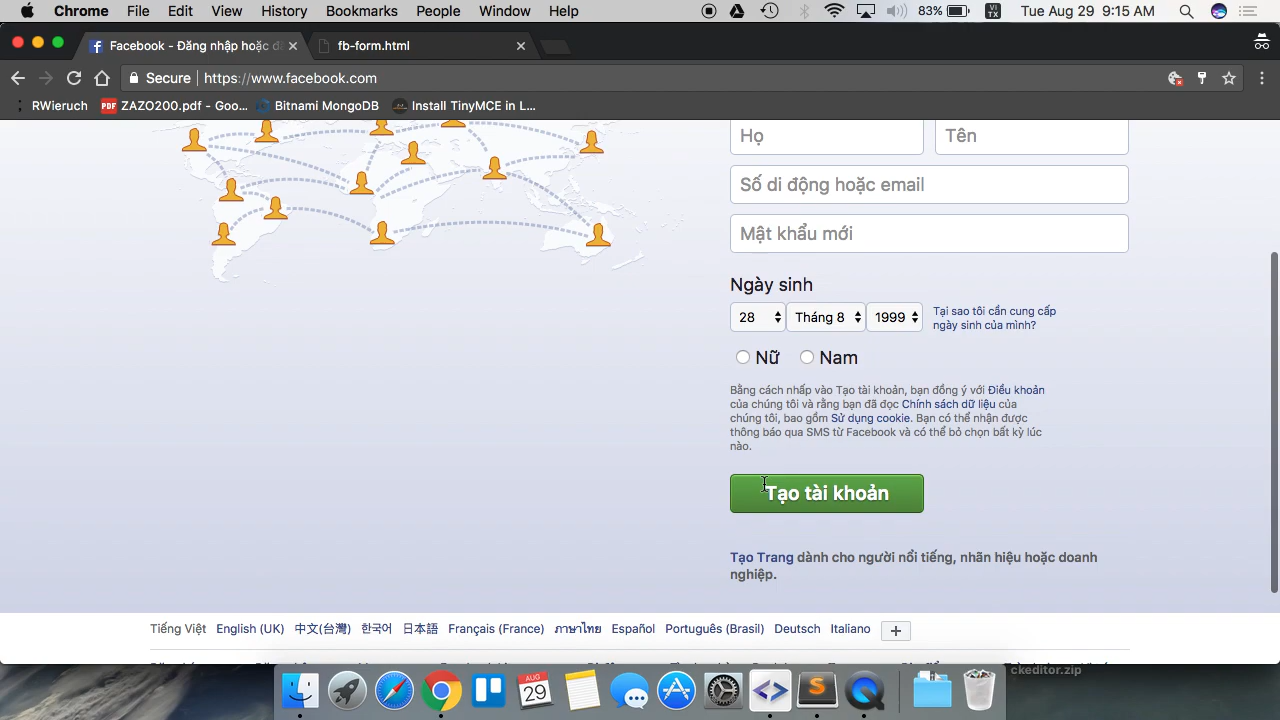 Chrome File Edit View History Bookmarks People Window Help 83% VI TX Tue Aug 29 9:15 AM
Facebook - Đăng nhập hoặc đ fb-form.html
Secure https://www.facebook.com
RWieruch PDF ZAZO200.pdf - Goo... Bitnami MongoDB Install TinyMCE in L...
Họ Tên
Số di động hoặc email
Mật khẩu mới
Ngày sinh
28 Tháng 8 1999
Tại sao tôi cần cung cấp
ngày sinh của mình?
Nữ Nam
Bằng cách nhấp vào Tạo tài khoản, bạn đồng ý với Điều khoản
của chúng tôi và rằng bạn đã đọc Chính sách dữ liệu của
chúng tôi, bao gồm Sử dụng cookie. Bạn có thể nhận được
thông báo qua SMS từ Facebook và có thể bỏ chọn bất kỳ lúc
nào.
Tạo tài khoản
Tạo Trang dành cho người nổi tiếng, nhãn hiệu hoặc doanh
nghiệp.
Tiếng Việt English (UK) 中文(台灣) 한국어 日本語 Français (France) ภาษาไทย Español Português (Brasil) Deutsch Italiano +
ckeditor.zip
AUG
29